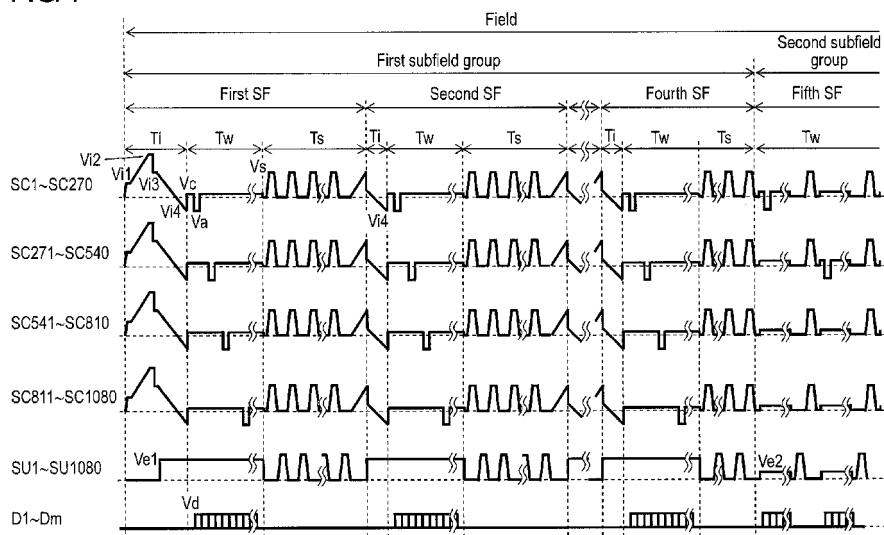 Field
Second subfield group
First subfield group
First SF
Second SF
Fourth SF
Fifth SF
Ti
Tw
Ts
Ti
Tw
Ts
Ti
Tw
Ts
Tw
Vi2
Vi1
Vi3
Vi4
Vc
Va
Vs
Vi4
SC1~SC270
SC271~SC540
SC541~SC810
SC811~SC1080
Ve1
Ve2
SU1~SU1080
Vd
D1~Dm